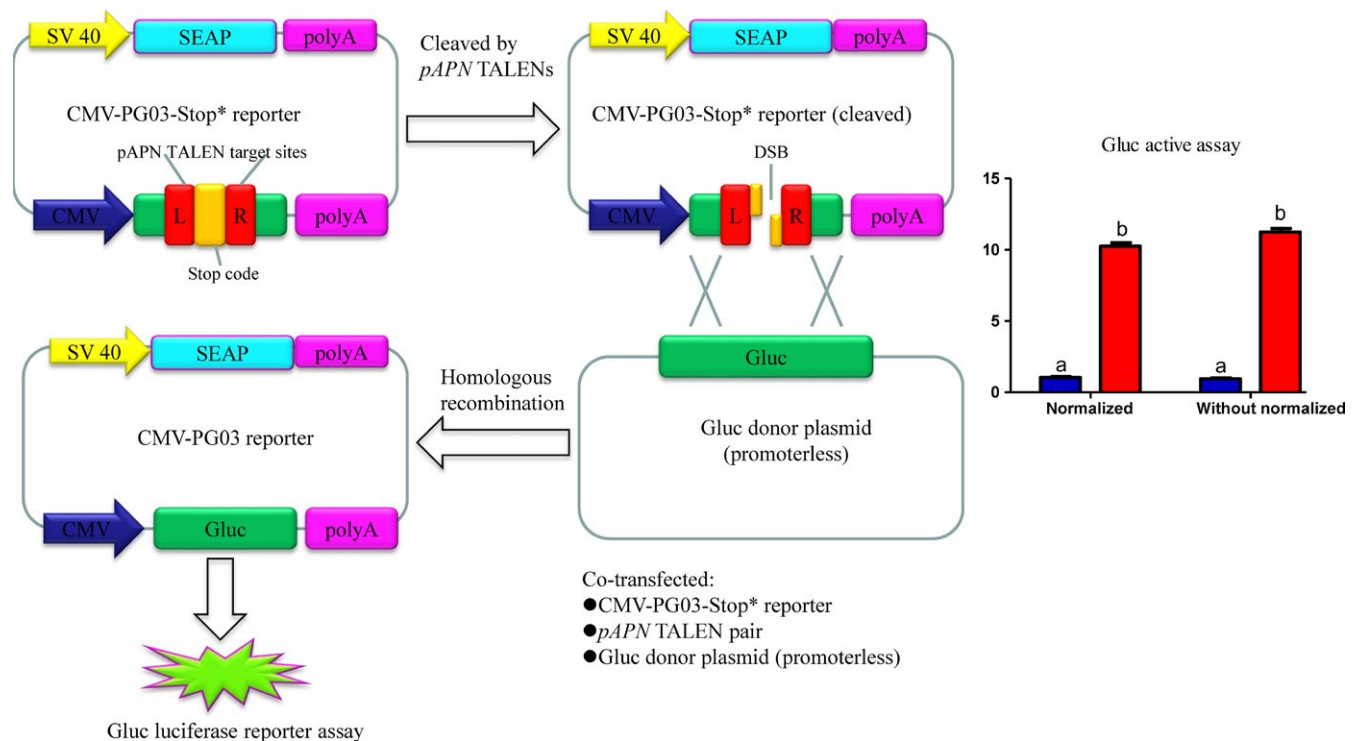 SV 40
SEAP
polyA
CMV-PG03-Stop* reporter
pAPN TALEN target sites
CMV
L
R
polyA
Stop code
Cleaved by
pAPN TALENs
SV 40
SEAP
polyA
CMV-PG03-Stop* reporter (cleaved)
DSB
CMV
L
R
polyA
Gluc
Gluc donor plasmid
(promoterless)
Homologous
recombination
SV 40
SEAP
polyA
CMV-PG03 reporter
CMV
Gluc
polyA
Gluc luciferase reporter assay
Co-transfected:
●CMV-PG03-Stop* reporter
●pAPN TALEN pair
●Gluc donor plasmid (promoterless)
Gluc active assay
15
10
5
0
a
b
a
b
Normalized
Without normalized